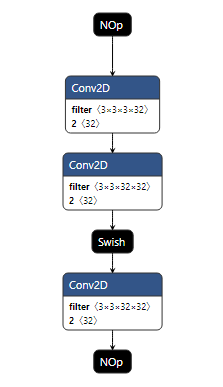 NOp
Conv2D
filter ⟨3×3×3×32⟩
2 ⟨32⟩
Conv2D
filter ⟨3×3×32×32⟩
2 ⟨32⟩
Swish
Conv2D
filter ⟨3×3×32×32⟩
2 ⟨32⟩
NOp